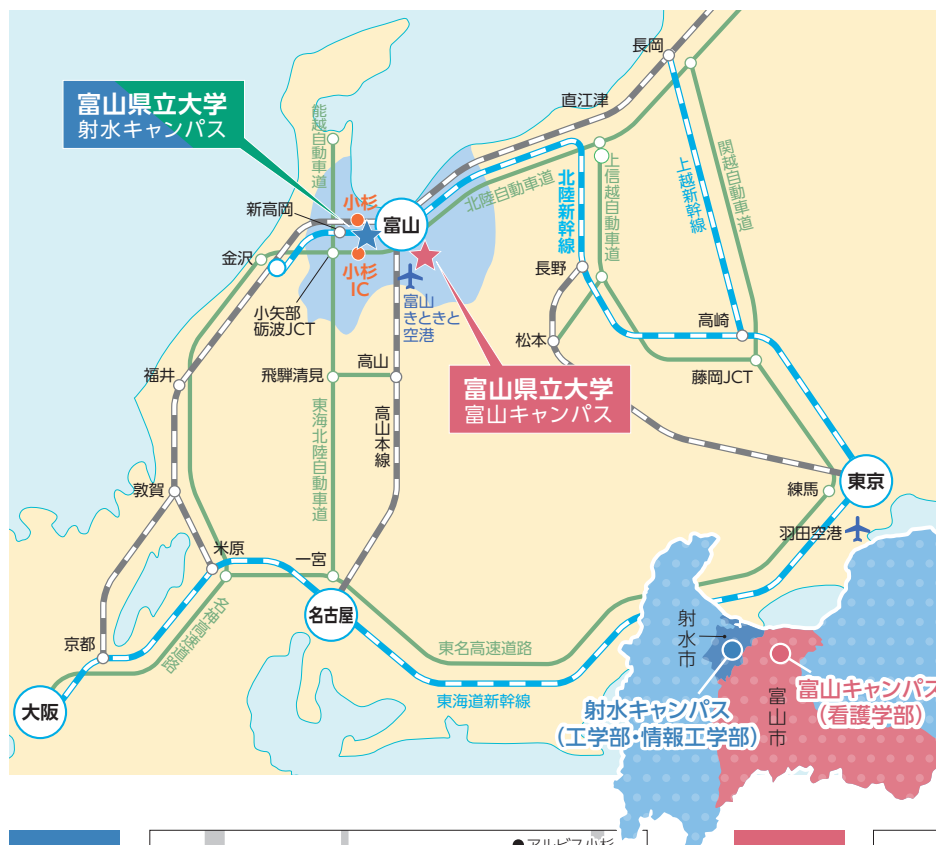 長岡
直江津
富山県立大学
射水キャンパス
能越自動車道
関越自動車道
上越新幹線
上信越自動車道
北陸新幹線
北陸自動車道
小杉
新高岡
富山
金沢
小杉
IC
長野
富山
きときと
空港
小矢部
砺波JCT
高崎
松本
高山
福井
飛騨清見
藤岡JCT
富山県立大学
富山キャンパス
東海北陸自動車道
高山本線
東京
敦賀
練馬
羽田空港
米原
一宮
名古屋
射水市
名神高速道路
京都
東名高速道路
富山キャンパス
(看護学部)
富山市
東海道新幹線
大阪
射水キャンパス
(工学部・情報工学部)
●アルビス小杉